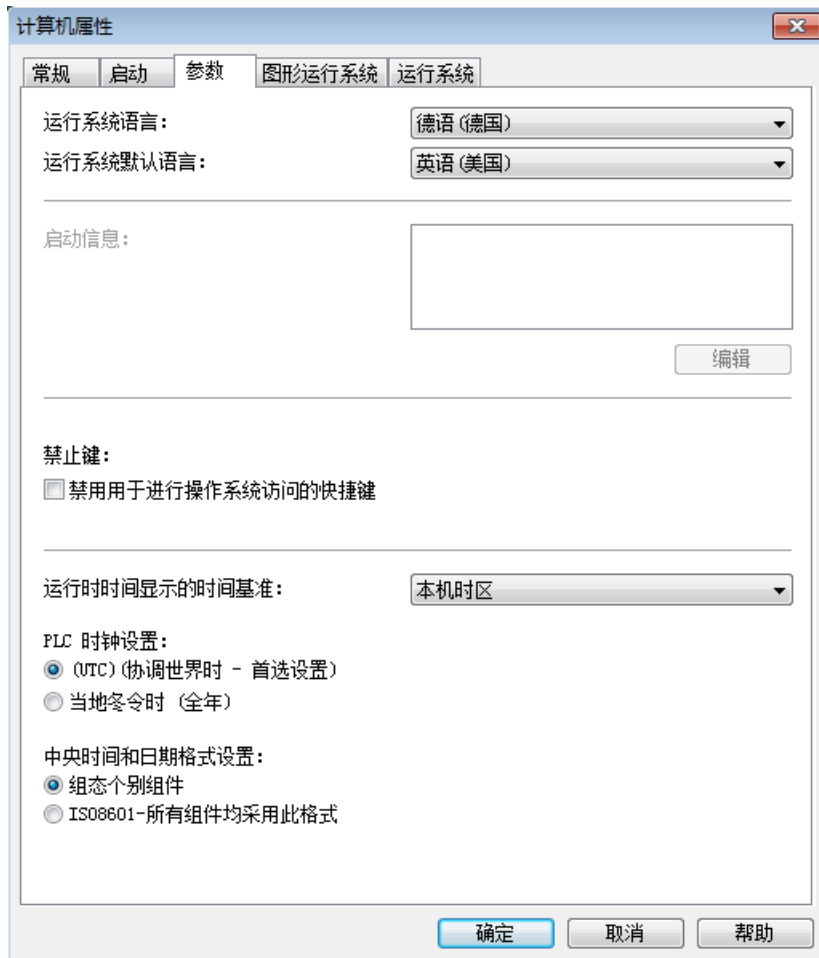 计算机属性
常规 启动 参数 图形运行系统 运行系统
运行系统语言: 德语(德国)
运行系统默认语言: 英语(美国)
启动信息:
编辑
禁止键:
禁用用于进行操作系统访问的快捷键
运行时时间显示的时间基准: 本机时区
PLC 时钟设置:
(UTC)(协调世界时 - 首选设置)
当地冬令时 (全年)
中央时间和日期格式设置:
组态个别组件
ISO8601-所有组件均采用此格式
确定 取消 帮助